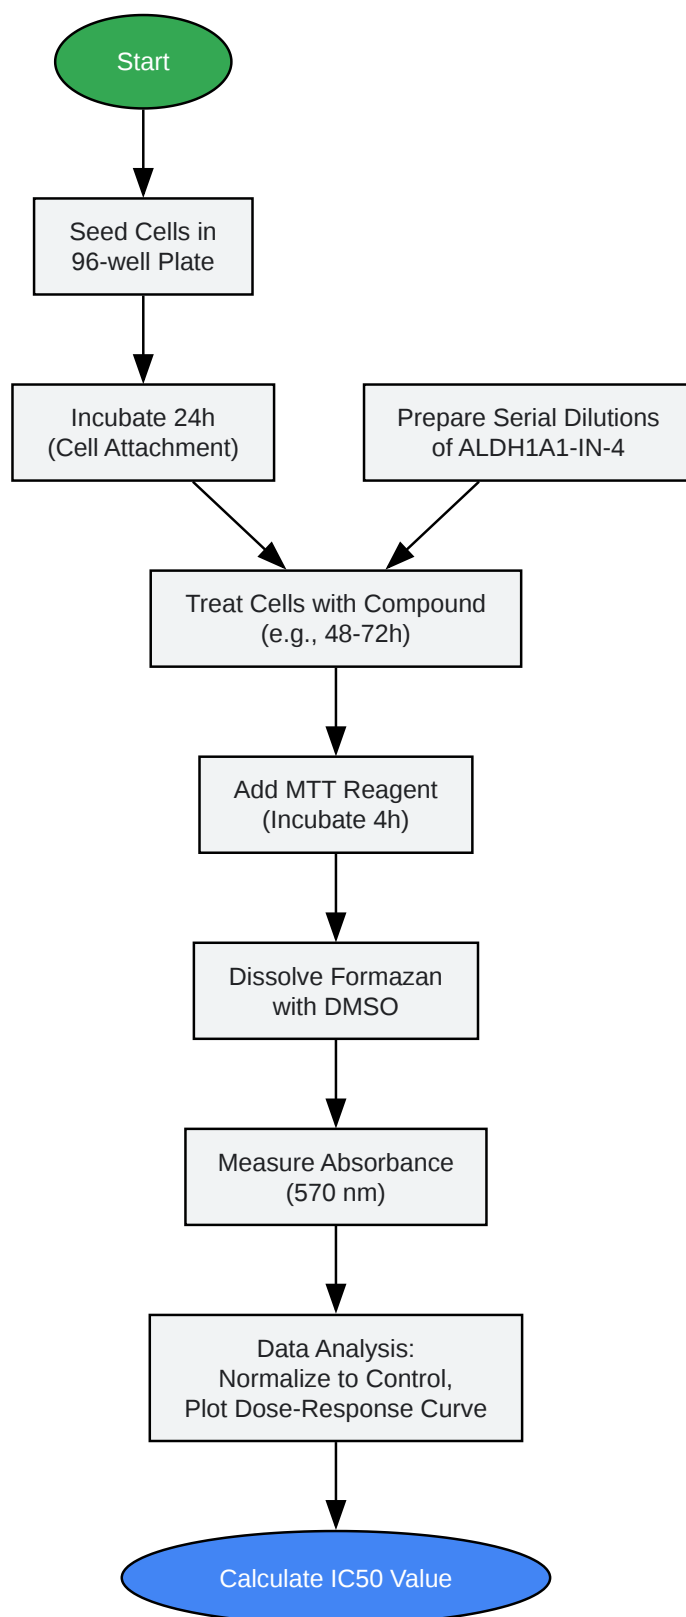 Start
Seed Cells in
96-well Plate
Incubate 24h
(Cell Attachment)
Prepare Serial Dilutions
of ALDH1A1-IN-4
Treat Cells with Compound
(e.g., 48-72h)
Add MTT Reagent
(Incubate 4h)
Dissolve Formazan
with DMSO
Measure Absorbance
(570 nm)
Data Analysis:
Normalize to Control,
Plot Dose-Response Curve
Calculate IC50 Value